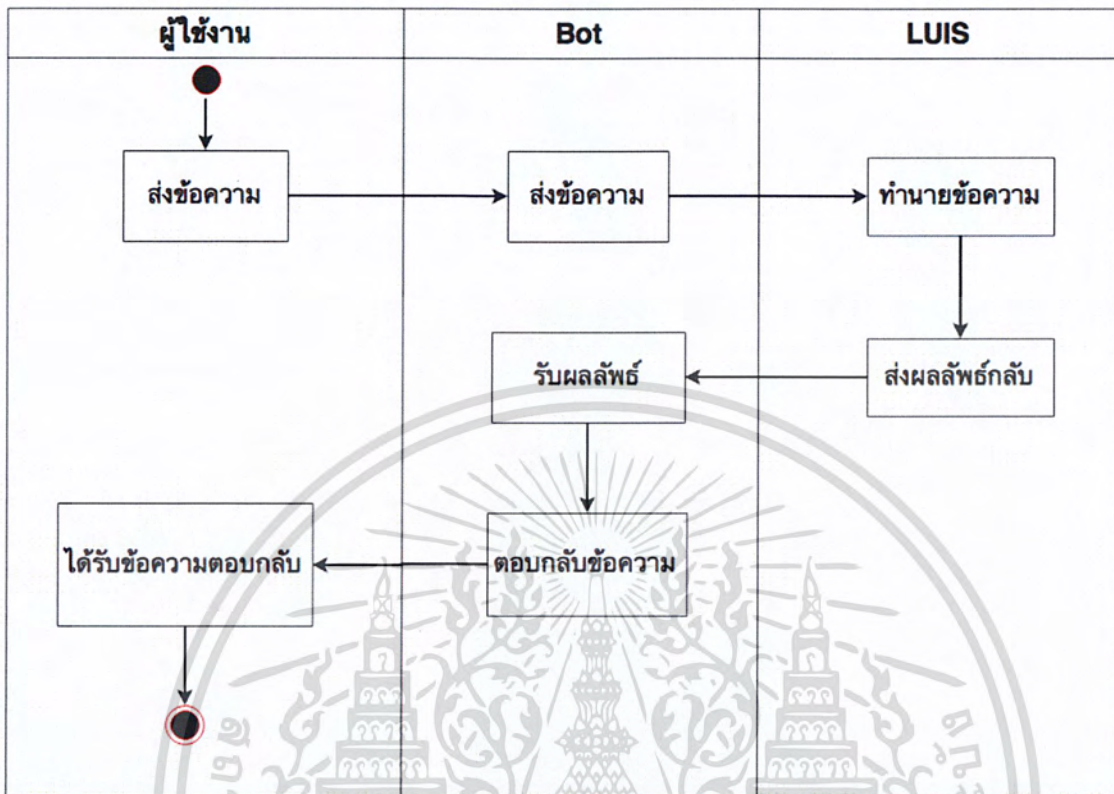 ผู้ใช้งาน
Bot
LUIS
ส่งข้อความ
ส่งข้อความ
ทำนายข้อความ
รับผลลัพธ์
ส่งผลลัพธ์กลับ
ได้รับข้อความตอบกลับ
ตอบกลับข้อความ